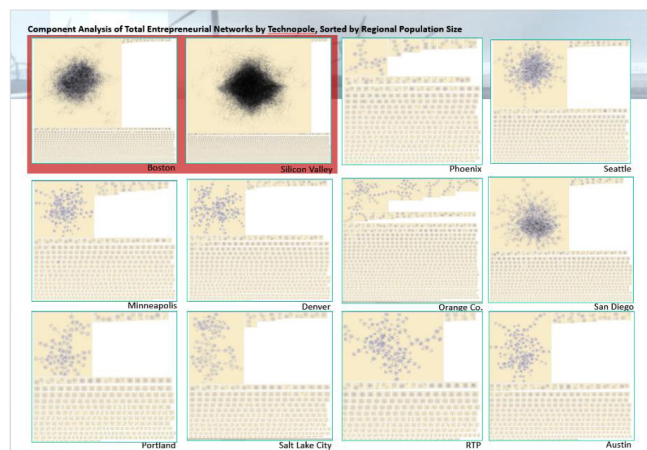 Component Analysis of Total Entrepreneurial Networks by Technopole, Sorted by Regional Population Size
Boston
Silicon Valley
Phoenix
Seattle
Minneapolis
Denver
Orange Co.
San Diego
Portland
Salt Lake City
RTP
Austin